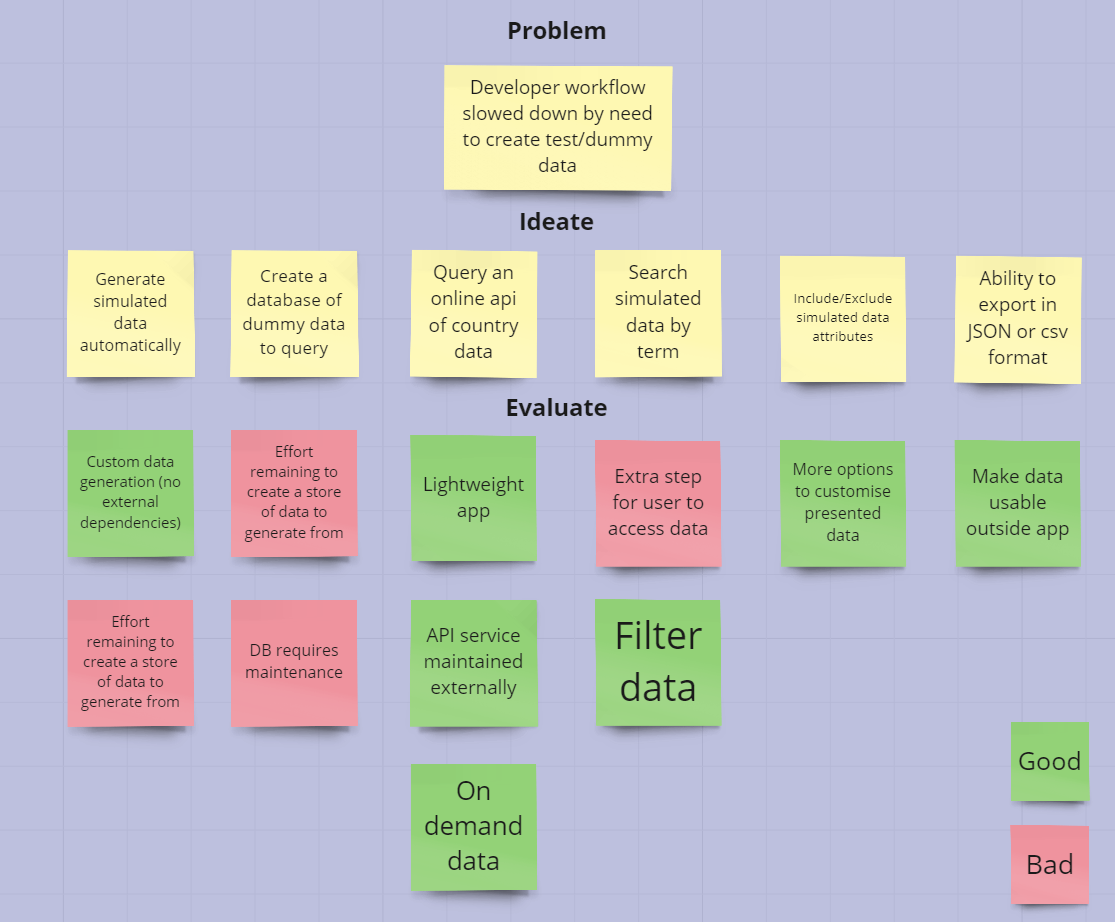 Problem
Developer workflow
slowed down by need
to create test/dummy
data
Ideate
Generate
simulated
data
automatically
Create a
database of
dummy data
to query
Query an
online api
of country
data
Search
simulated
data by
term
Include/Exclude
simulated data
attributes
Ability to
export in
JSON or csv
format
Evaluate
Custom data
generation (no
external
dependencies)
Effort
remaining to
create a store
of data to
generate from
Lightweight
app
Extra step
for user to
access data
More options
to customise
presented
data
Make data
usable
outside app
Effort
remaining to
create a store
of data to
generate from
DB requires
maintenance
API service
maintained
externally
Filter
data
On
demand
data
Good
Bad